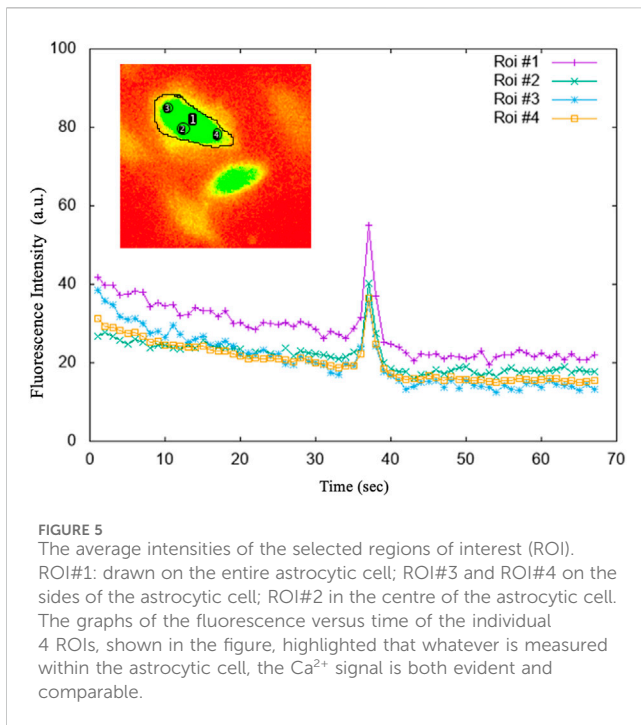 100
80
60
40
20
0
0 10 20 30 40 50 60 70
Fluorescence Intensity (a.u.)
Time (sec)
Roi #1
Roi #2
Roi #3
Roi #4
3
1
2
4
FIGURE 5
The average intensities of the selected regions of interest (ROI).
ROI#1: drawn on the entire astrocytic cell; ROI#3 and ROI#4 on the
sides of the astrocytic cell; ROI#2 in the centre of the astrocytic cell.
The graphs of the fluorescence versus time of the individual
4 ROIs, shown in the figure, highlighted that whatever is measured
within the astrocytic cell, the Ca²⁺ signal is both evident and
comparable.